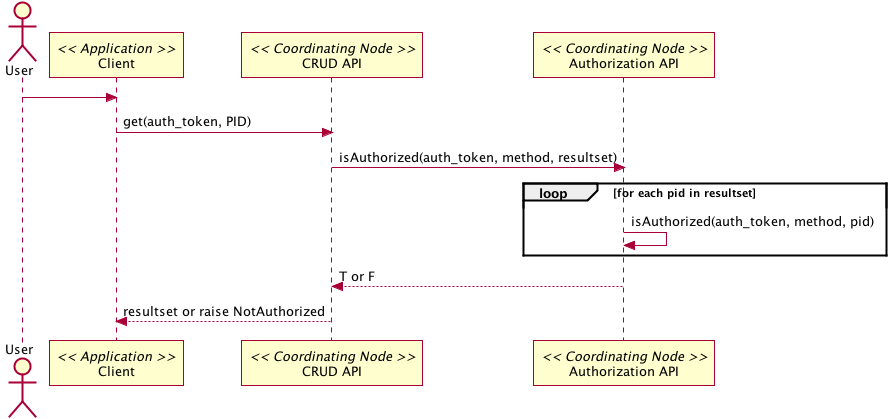 User
<< Application >>
Client
<< Coordinating Node >>
CRUD API
<< Coordinating Node >>
Authorization API
get(auth_token, PID)
isAuthorized(auth_token, method, resultset)
loop
[for each pid in resultset]
isAuthorized(auth_token, method, pid)
T or F
resultset or raise NotAuthorized
User
<< Application >>
Client
<< Coordinating Node >>
CRUD API
<< Coordinating Node >>
Authorization API